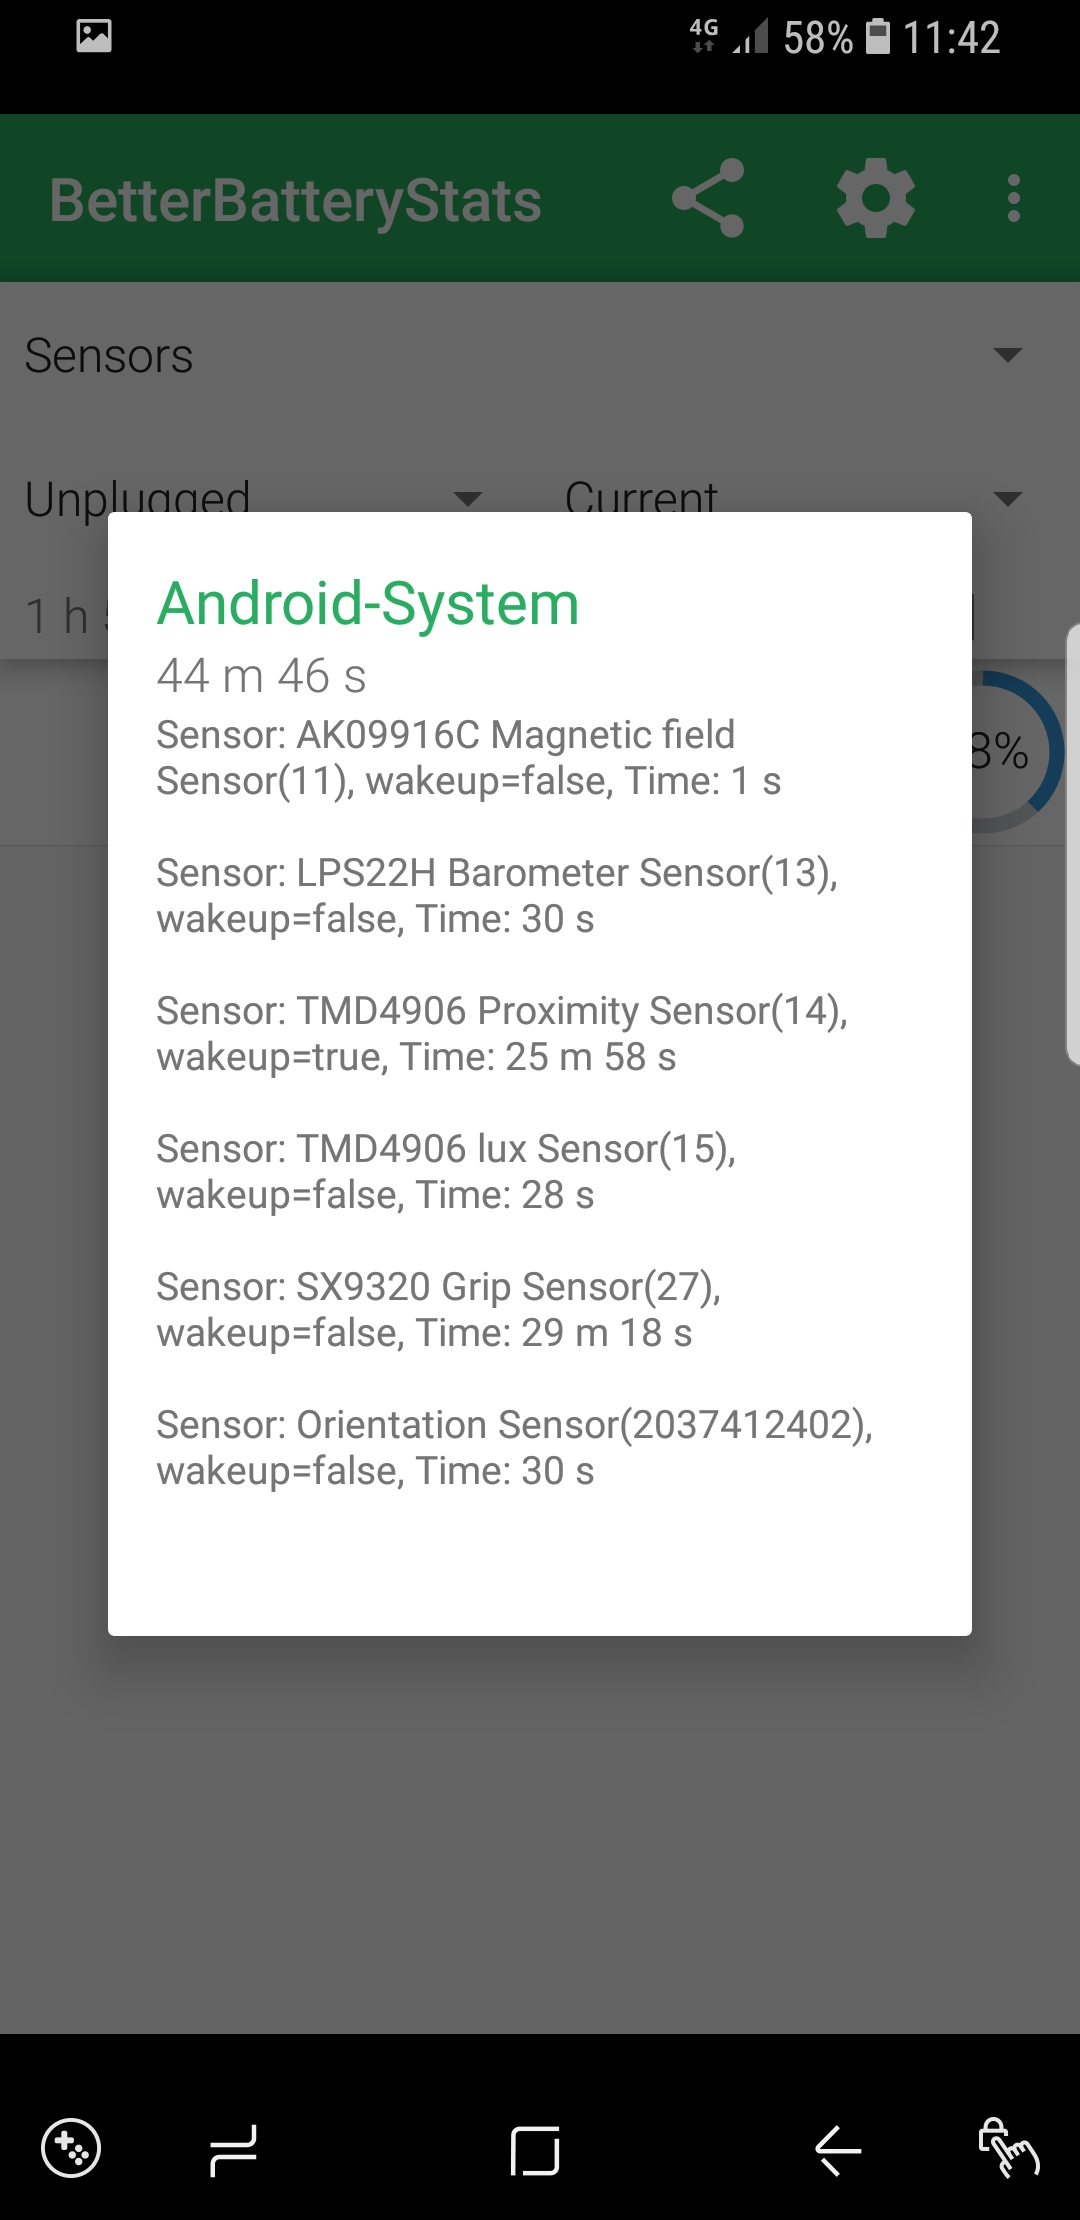 4G 58% 11:42
BetterBatteryStats
Sensors
Unplugged Current
1 h
Android-System
44 m 46 s
Sensor: AK09916C Magnetic field
Sensor(11), wakeup=false, Time: 1 s
8%
Sensor: LPS22H Barometer Sensor(13),
wakeup=false, Time: 30 s
Sensor: TMD4906 Proximity Sensor(14),
wakeup=true, Time: 25 m 58 s
Sensor: TMD4906 lux Sensor(15),
wakeup=false, Time: 28 s
Sensor: SX9320 Grip Sensor(27),
wakeup=false, Time: 29 m 18 s
Sensor: Orientation Sensor(2037412402),
wakeup=false, Time: 30 s